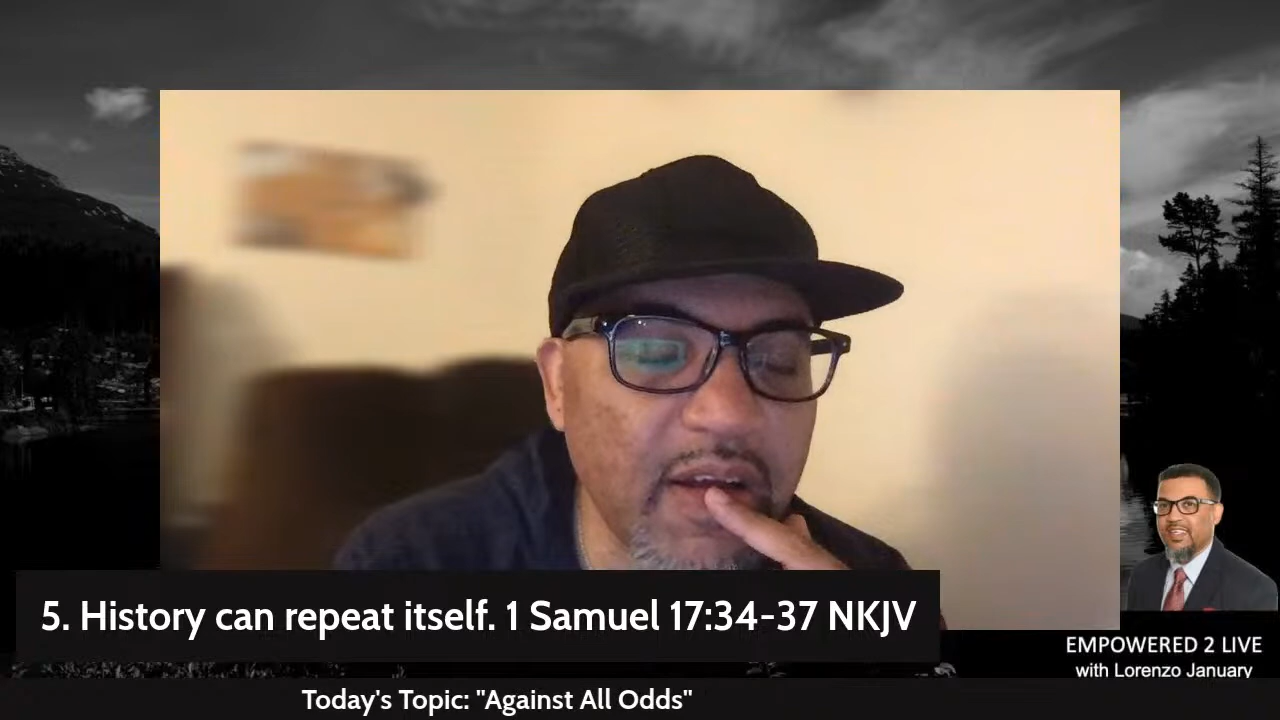 5. History can repeat itself. 1 Samuel 17:34-37 NKJV
EMPOWERED 2 LIVE
with Lorenzo January
Today's Topic: "Against All Odds"